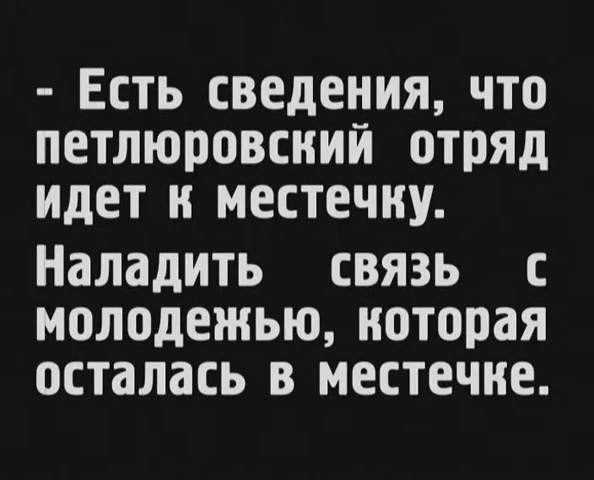 - Есть сведения, что
петлюровский отряд
идет к местечку.
Наладить связь с
молодежью, которая
осталась в местечке.